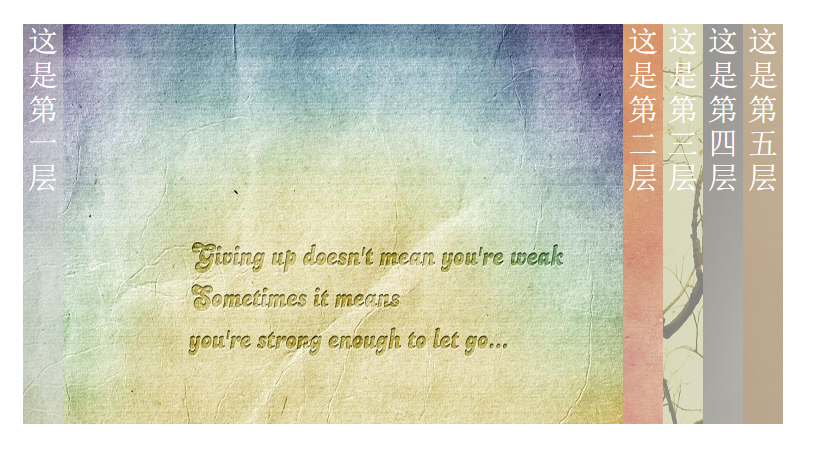 这是第一层
Giving up doesn't mean you're weak
Sometimes it means
you're strong enough to let go...
这是第二层
这是第三层
这是第四层
这是第五层